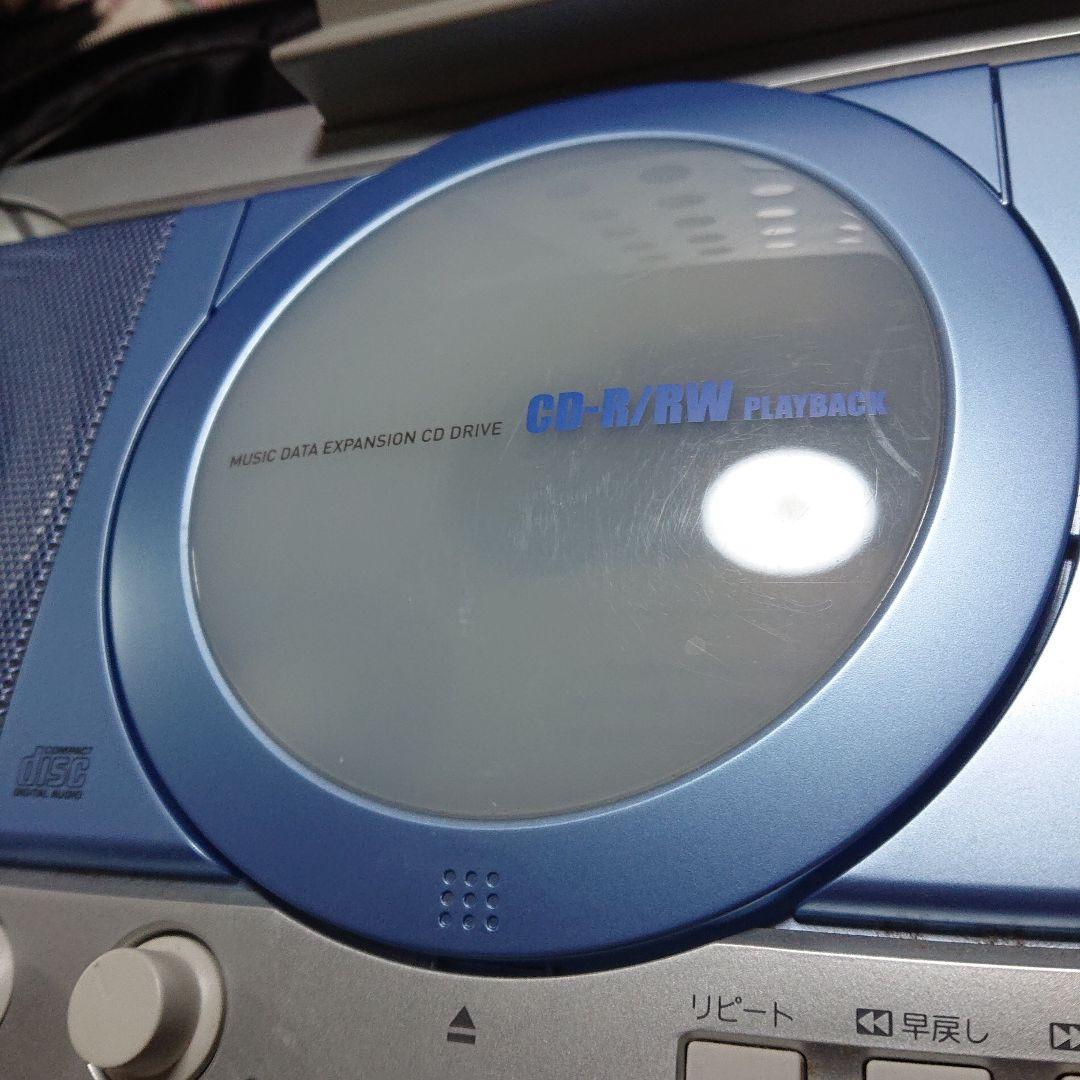 MUSIC DATA EXPANSION CD DRIVE CD-R/RW PLAYBACK
COMPACT
disc
DIGITAL AUDIO
リピート
早戻し